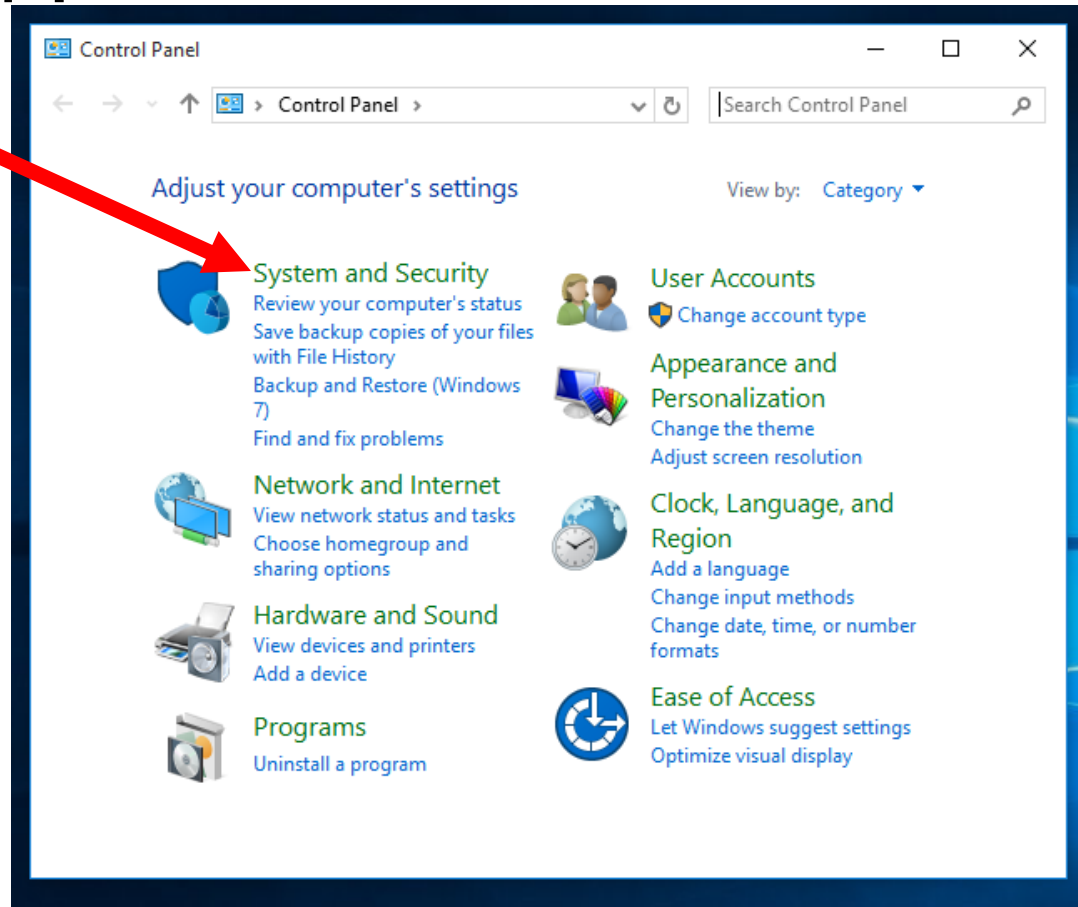 Control Panel
Control Panel
Search Control Panel
Adjust your computer's settings
View by: Category
System and Security
Review your computer's status
Save backup copies of your files
with File History
Backup and Restore (Windows
7)
Find and fix problems
Network and Internet
View network status and tasks
Choose homegroup and
sharing options
Hardware and Sound
View devices and printers
Add a device
Programs
Uninstall a program
User Accounts
Change account type
Appearance and
Personalization
Change the theme
Adjust screen resolution
Clock, Language, and
Region
Add a language
Change input methods
Change date, time, or number
formats
Ease of Access
Let Windows suggest settings
Optimize visual display